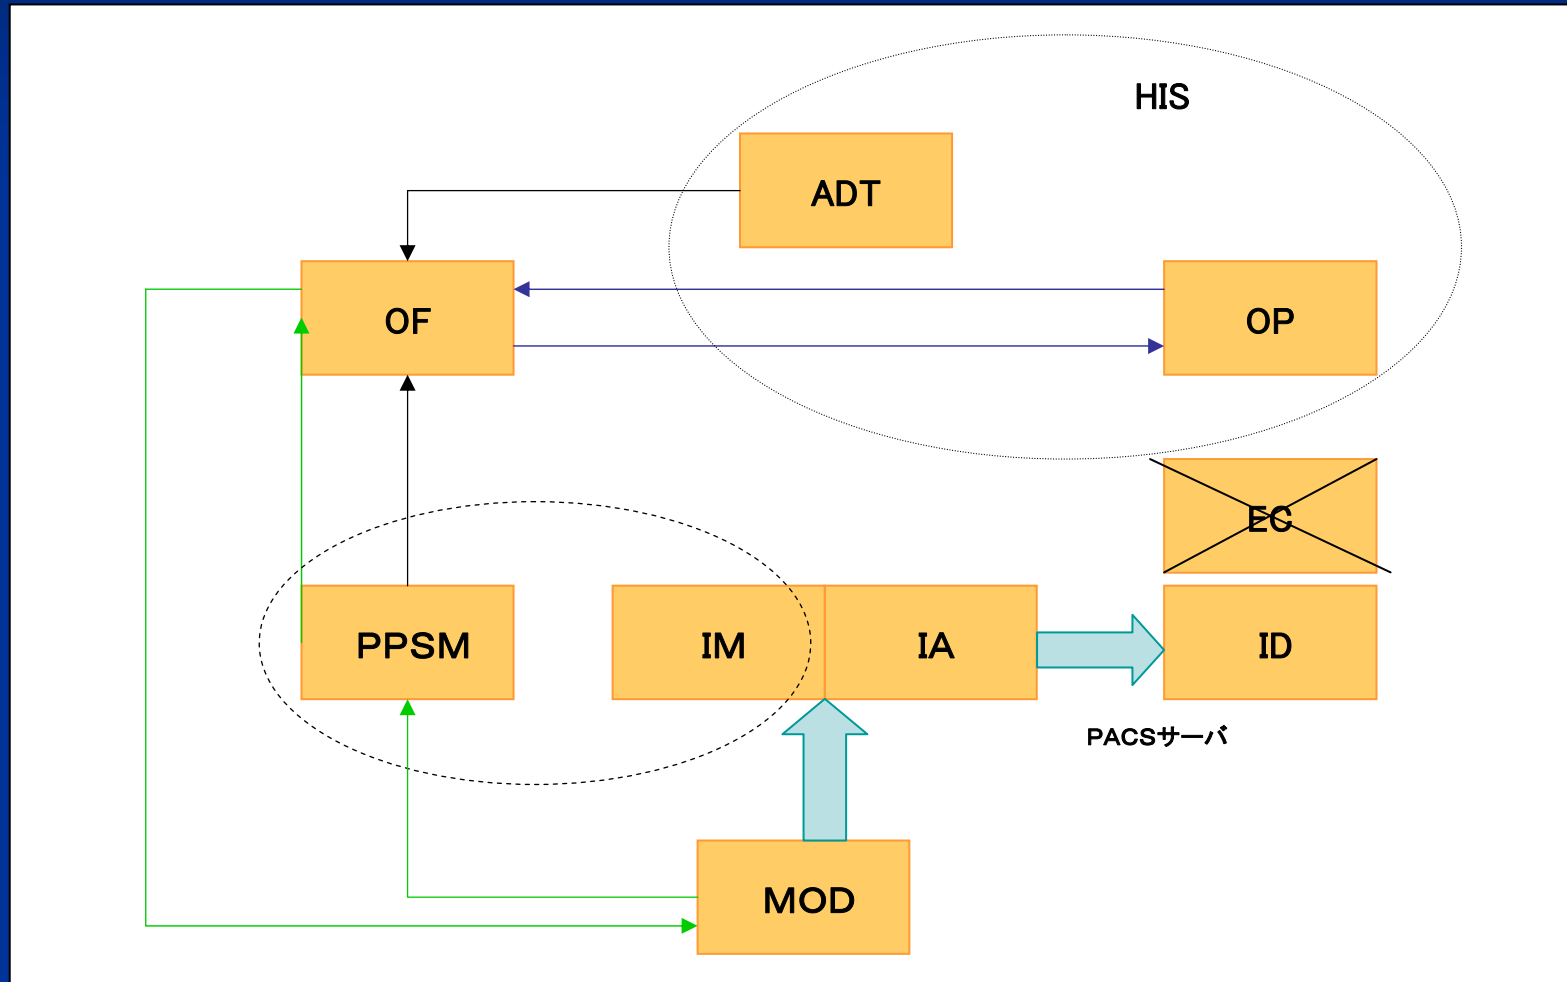 HIS
ADT
OF
OP
EC
PPSM
IM
IA
ID
PACSサーバ
MOD